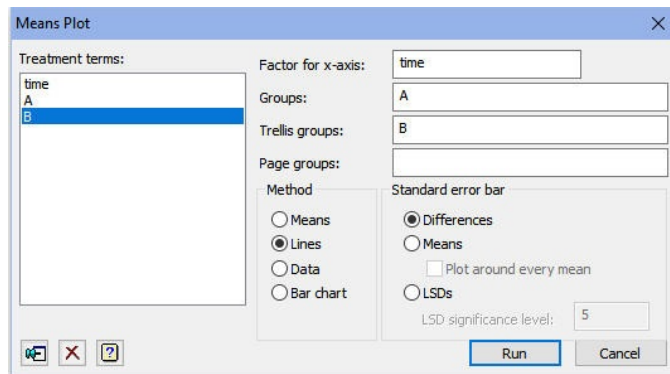 Means Plot
Treatment terms:
time
A
B
Factor for x-axis: time
Groups: A
Trellis groups: B
Page groups:
Method
Means
Lines
Data
Bar chart
Standard error bar
Differences
Means
Plot around every mean
LSDs
LSD significance level: 5
Run Cancel